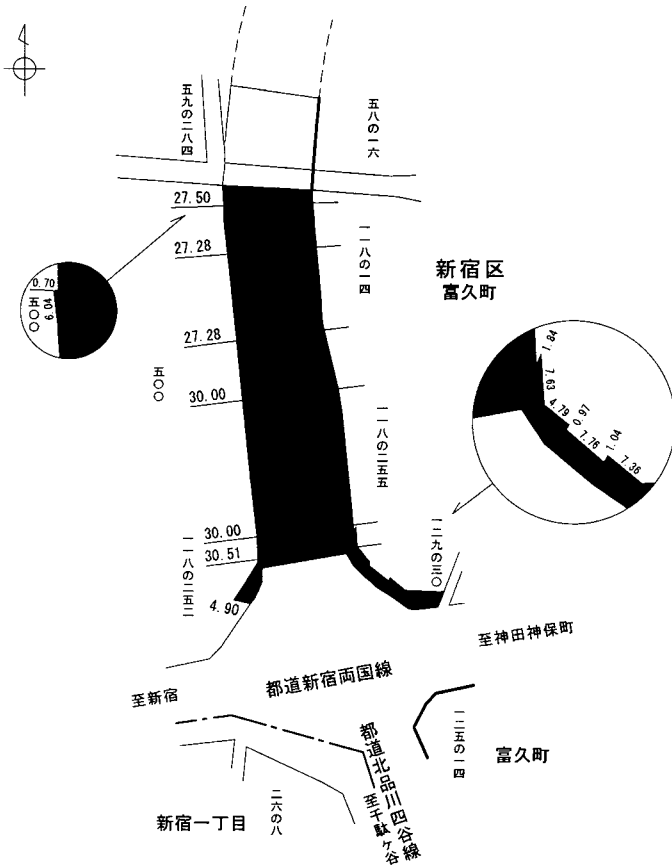 五九の二八四
五八の一六
27.50
27.28
一一八の一四
新宿区
富久町
0.70
6.04
五〇〇
27.28
五〇〇
30.00
1.84
7.93
4.79
0.97
7.76
1.04
7.36
一一八の二五五
30.00
30.51
一一八の二五二
4.90
一二九の三〇
至神田神保町
都道新宿両国線
至新宿
都道北品川四谷線
至千駄ヶ谷
一二五の一四
富久町
新宿一丁目
二六の八